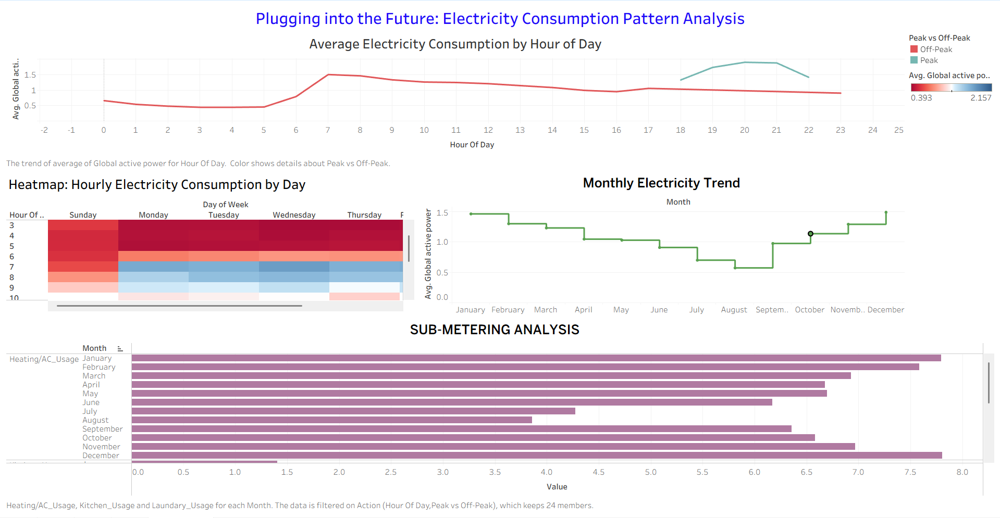 Plugging into the Future: Electricity Consumption Pattern Analysis
Average Electricity Consumption by Hour of Day
Avg. Global acti..
1.5
1
0.5
-2 -1 0 1 2 3 4 5 6 7 8 9 10 11 12 13 14 15 16 17 18 19 20 21 22 23 24 25
Hour Of Day
Peak vs Off-Peak
Off-Peak
Peak
Avg. Global active po..
0.393 2.157
The trend of average of Global active power for Hour Of Day. Color shows details about Peak vs Off-Peak.
Heatmap: Hourly Electricity Consumption by Day
Day of Week
Hour Of .. Sunday Monday Tuesday Wednesday Thursday F
3
4
5
6
7
8
9
10
Monthly Electricity Trend
Month
Avg. Global active power
1.5
1.0
0.5
0.0
January February March April May June July August Septem.. October Novemb.. December
SUB-METERING ANALYSIS
Month
Heating/AC_Usage January
February
March
April
May
June
July
August
September
October
November
December
0.0 0.5 1.0 1.5 2.0 2.5 3.0 3.5 4.0 4.5 5.0 5.5 6.0 6.5 7.0 7.5 8.0
Value
Heating/AC_Usage, Kitchen_Usage and Laundary_Usage for each Month. The data is filtered on Action (Hour Of Day,Peak vs Off-Peak), which keeps 24 members.